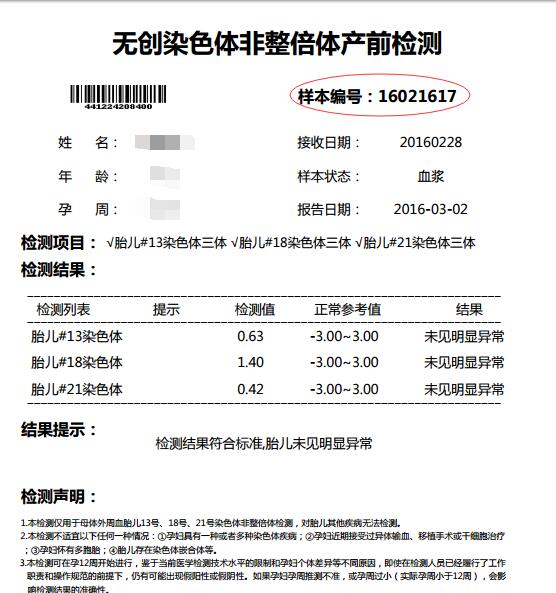 无创染色体非整倍体产前检测
441224208400
样本编号：16021617
姓 名：
接收日期： 20160228
年 龄：
样本状态： 血浆
孕 周：
报告日期： 2016-03-02
检测项目：√胎儿#13染色体三体 √胎儿#18染色体三体 √胎儿#21染色体三体
检测结果：
检测列表 提示 检测值 正常参考值 结果
胎儿#13染色体 0.63 -3.00~3.00 未见明显异常
胎儿#18染色体 1.40 -3.00~3.00 未见明显异常
胎儿#21染色体 0.42 -3.00~3.00 未见明显异常
结果提示：
检测结果符合标准,胎儿未见明显异常
检测声明：
1.本检测仅用于母体外周血胎儿13号、18号、21号染色体非整倍体检测，对胎儿其他疾病无法检测。
2.本检测不适宜以下任何一种情况：①孕妇具有一种或者多种染色体疾病；②孕妇近期接受过异体输血、移植手术或干细胞治疗
；③孕妇怀有多胞胎；④胎儿存在染色体嵌合体等。
3.本检测可在孕12周开始进行，鉴于当前医学检测技术水平的限制和孕妇个体差异等不同原因，即使在检测人员已经履行了工作
职责和操作规范的前提下，仍有可能出现假阳性或假阴性。如果孕妇孕周推测不准，或孕周过小（实际孕周小于12周），会影
响检测结果的准确性。